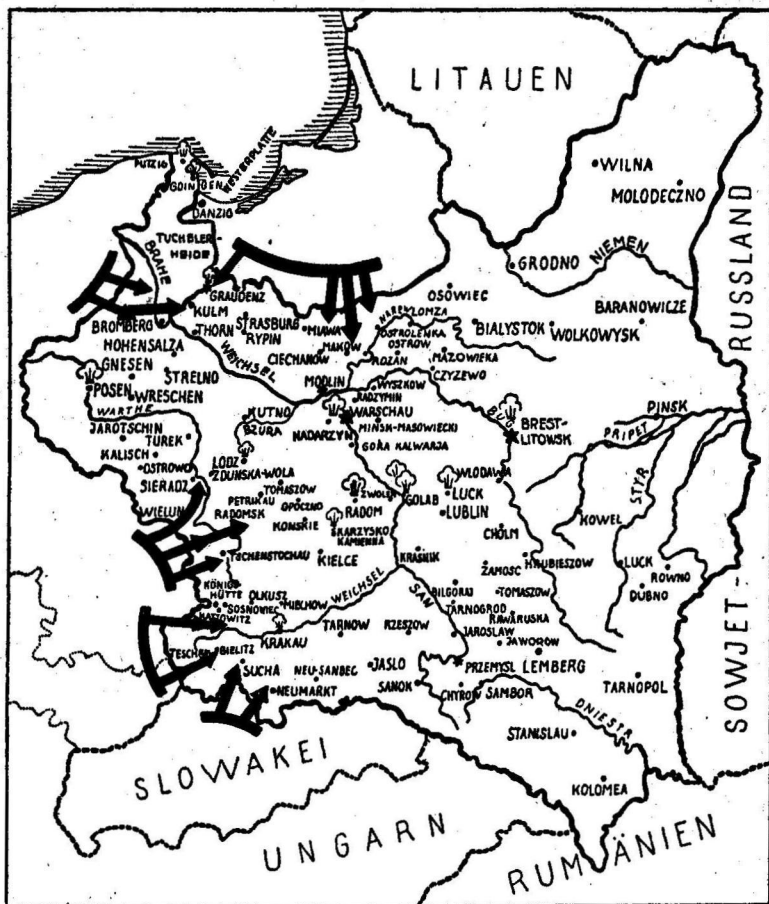 LITAUEN
WILNA
MOLODECZNO
SOWJET-RUSSLAND
PUTZIG
GDINGEN
WESTERPLATTE
DANZIG
TUCHELER-
HEIDE
BRAHE
GRODNO
NIEMEN
OSOWIEC
GRAUDENZ
KULM
BARANOWICZE
BROMBERG
THORN
STRASBURG
RYPIN
MLAWA
NAREW
LOMZA
OSTROLENKA
BIALYSTOK
WOLKOWYSK
HOHENSALZA
MAKOW
OSTROW
GNESEN
WEICHSEL
CIECHANOW
ROZAN
MAZOWIECKA
STRELNO
CZYZEWO
POSEN
MODLIN
WYSZKOW
WRESCHEN
RADZYMIN
WARTHE
KUTNO
WARSCHAU
BUG
BREST-
LITOWSK
PINSK
BZURA
MINSK-MASOWIECKI
PRIPET
JAROTSCHIN
NADARZYN
TUREK
GORA KALWARJA
KALISCH
LODZ
WLODAWA
STYR
OSTROWO
ZDUNSKA-WOLA
SIERADZ
TOMASZOW
ZWOLEN
GOLAB
LUCK
PETRIKAU
OPOCZNO
RADOM
LUBLIN
WIELUN
RADOMSK
KONSKIE
SKARZYSKO
KAMIENNA
CHOLM
KOWEL
TSCHENSTOCHAU
KIELCE
KRASNIK
HRUBIESZOW
LUCK
ROWNO
ZAMOSC
DUBNO
KÖNIGS-
HÜTTE
OLKUSZ
WEICHSEL
SAN
BILGORAJ
TOMASZOW
SOSNOWIEC
MIECHOW
TARNOGROD
KATTOWITZ
RAWARUSKA
KRAKAU
TARNOW
RZESZOW
JAROSLAW
JAWOROW
TESCHEN
BIELITZ
SUCHA
NEU-SANDEC
JASLO
PRZEMYSL
LEMBERG
NEUMARKT
SANOK
CHYROW
SAMBOR
TARNOPOL
DNIESTR
STANISLAU
SLOWAKEI
KOLOMEA
UNGARN
RUMÄNIEN